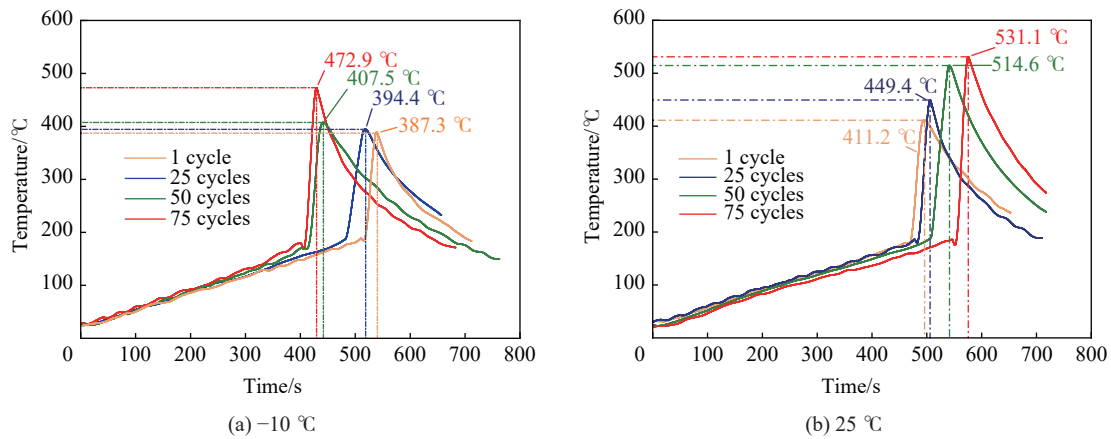 600
500
400
300
200
100
0
Temperature/℃
472.9 ℃
407.5 ℃
394.4 ℃
387.3 ℃
1 cycle
25 cycles
50 cycles
75 cycles
0 100 200 300 400 500 600 700 800
Time/s
(a) −10 ℃
600
500
400
300
200
100
0
Temperature/℃
531.1 ℃
514.6 ℃
449.4 ℃
411.2 ℃
1 cycle
25 cycles
50 cycles
75 cycles
100 200 300 400 500 600 700 800
Time/s
(b) 25 ℃